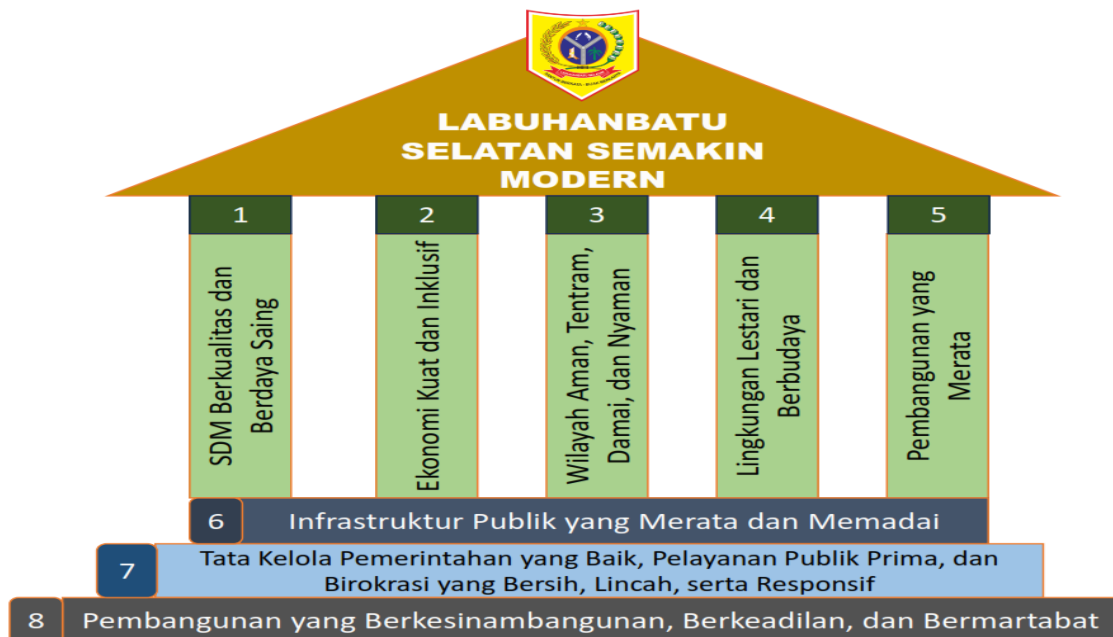 LABUHANBATU
SELATAN SEMAKIN
MODERN
1
2
3
4
5
SDM Berkualitas dan
Berdaya Saing
Ekonomi Kuat dan Inklusif
Wilayah Aman, Tentram,
Damai, dan Nyaman
Lingkungan Lestari dan
Berbudaya
Pembangunan yang
Merata
6 Infrastruktur Publik yang Merata dan Memadai
7 Tata Kelola Pemerintahan yang Baik, Pelayanan Publik Prima, dan
Birokrasi yang Bersih, Lincah, serta Responsif
8 Pembangunan yang Berkesinambangunan, Berkeadilan, dan Bermartabat